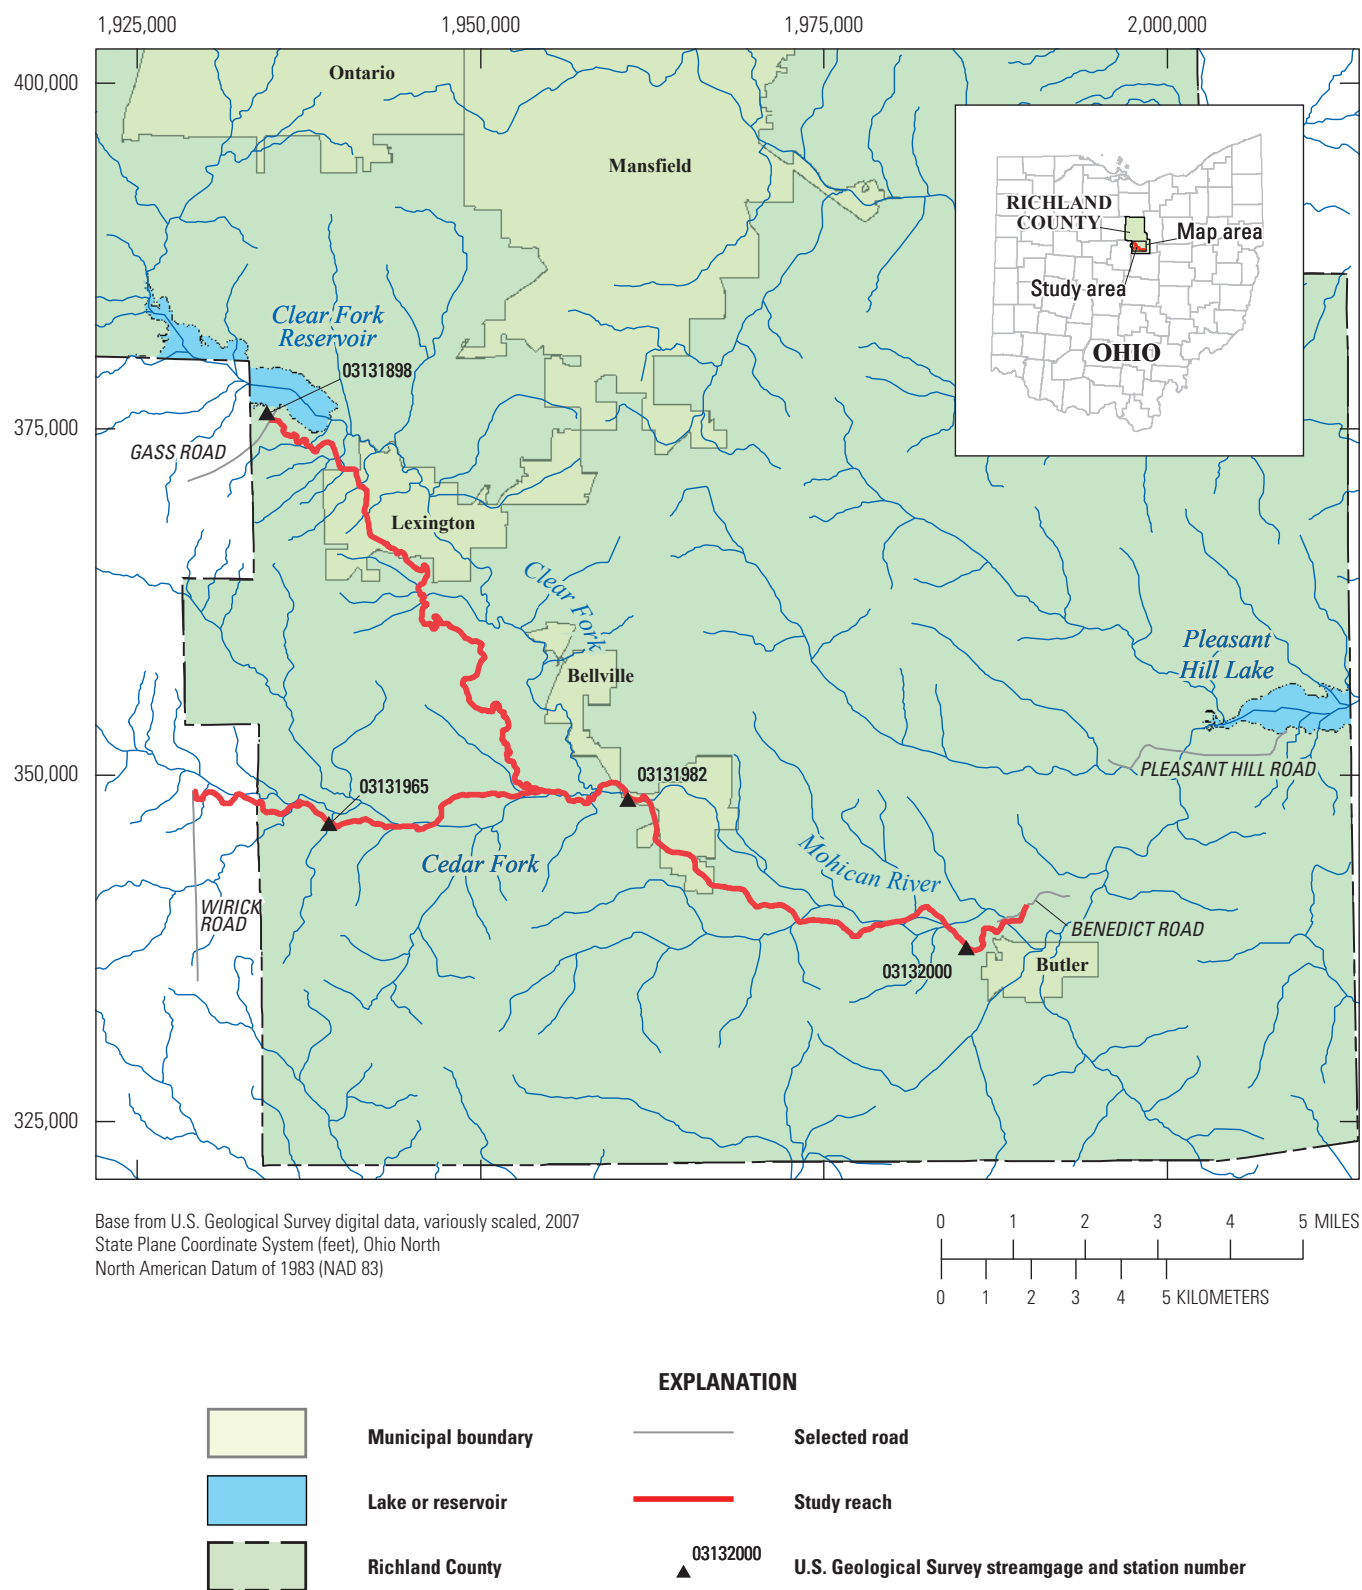 1,925,000
1,950,000
1,975,000
2,000,000
400,000
375,000
350,000
325,000
Ontario
Mansfield
RICHLAND
COUNTY
Map area
Study area
OHIO
Clear Fork
Reservoir
03131898
GASS ROAD
Lexington
Clear Fork
Bellville
Pleasant
Hill Lake
PLEASANT HILL ROAD
03131982
03131965
Cedar Fork
Mohican River
WIRICK
ROAD
BENEDICT ROAD
03132000
Butler
Base from U.S. Geological Survey digital data, variously scaled, 2007
State Plane Coordinate System (feet), Ohio North
North American Datum of 1983 (NAD 83)
0 1 2 3 4 5 MILES
0 1 2 3 4 5 KILOMETERS
EXPLANATION
Municipal boundary
Selected road
Lake or reservoir
Study reach
Richland County
03132000
U.S. Geological Survey streamgage and station number